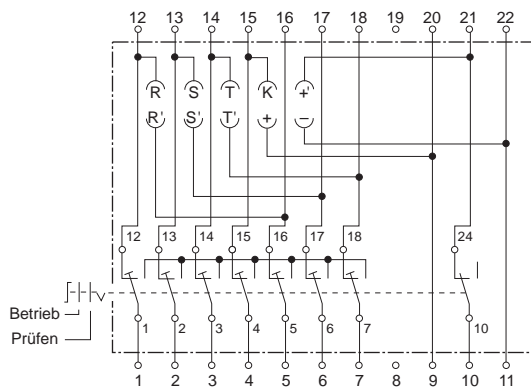 12 13 14 15 16 17 18 19 20 21 22
R S T K +'
R' S' T' + −
12 13 14 15 16 17 18 24
Betrieb
1 2 3 4 5 6 7 10
Prüfen
1 2 3 4 5 6 7 8 9 10 11